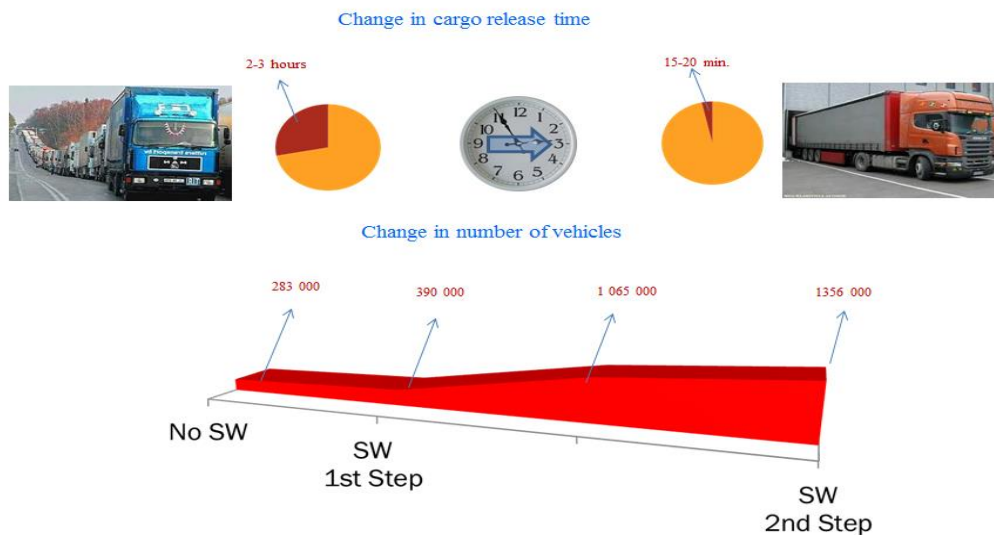 Change in cargo release time
2-3 hours
15-20 min.
Change in number of vehicles
283 000
390 000
1 065 000
1356 000
No SW
SW
1st Step
SW
2nd Step